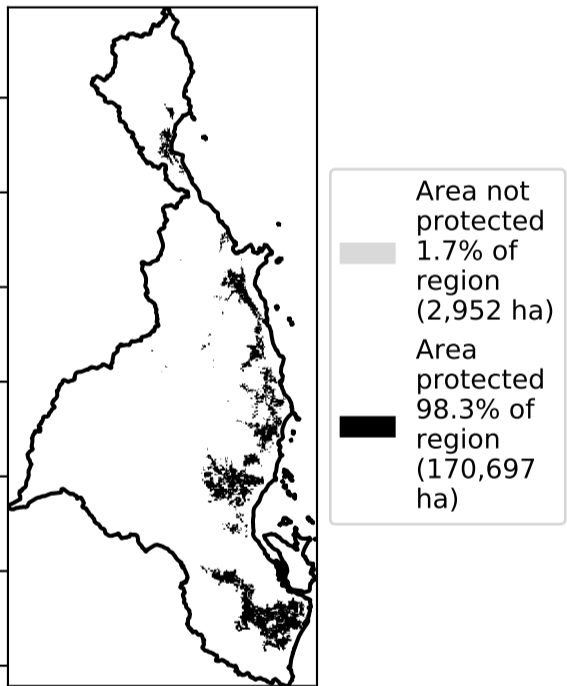 Area not
protected
1.7% of
region
(2,952 ha)
Area
protected
98.3% of
region
(170,697
ha)